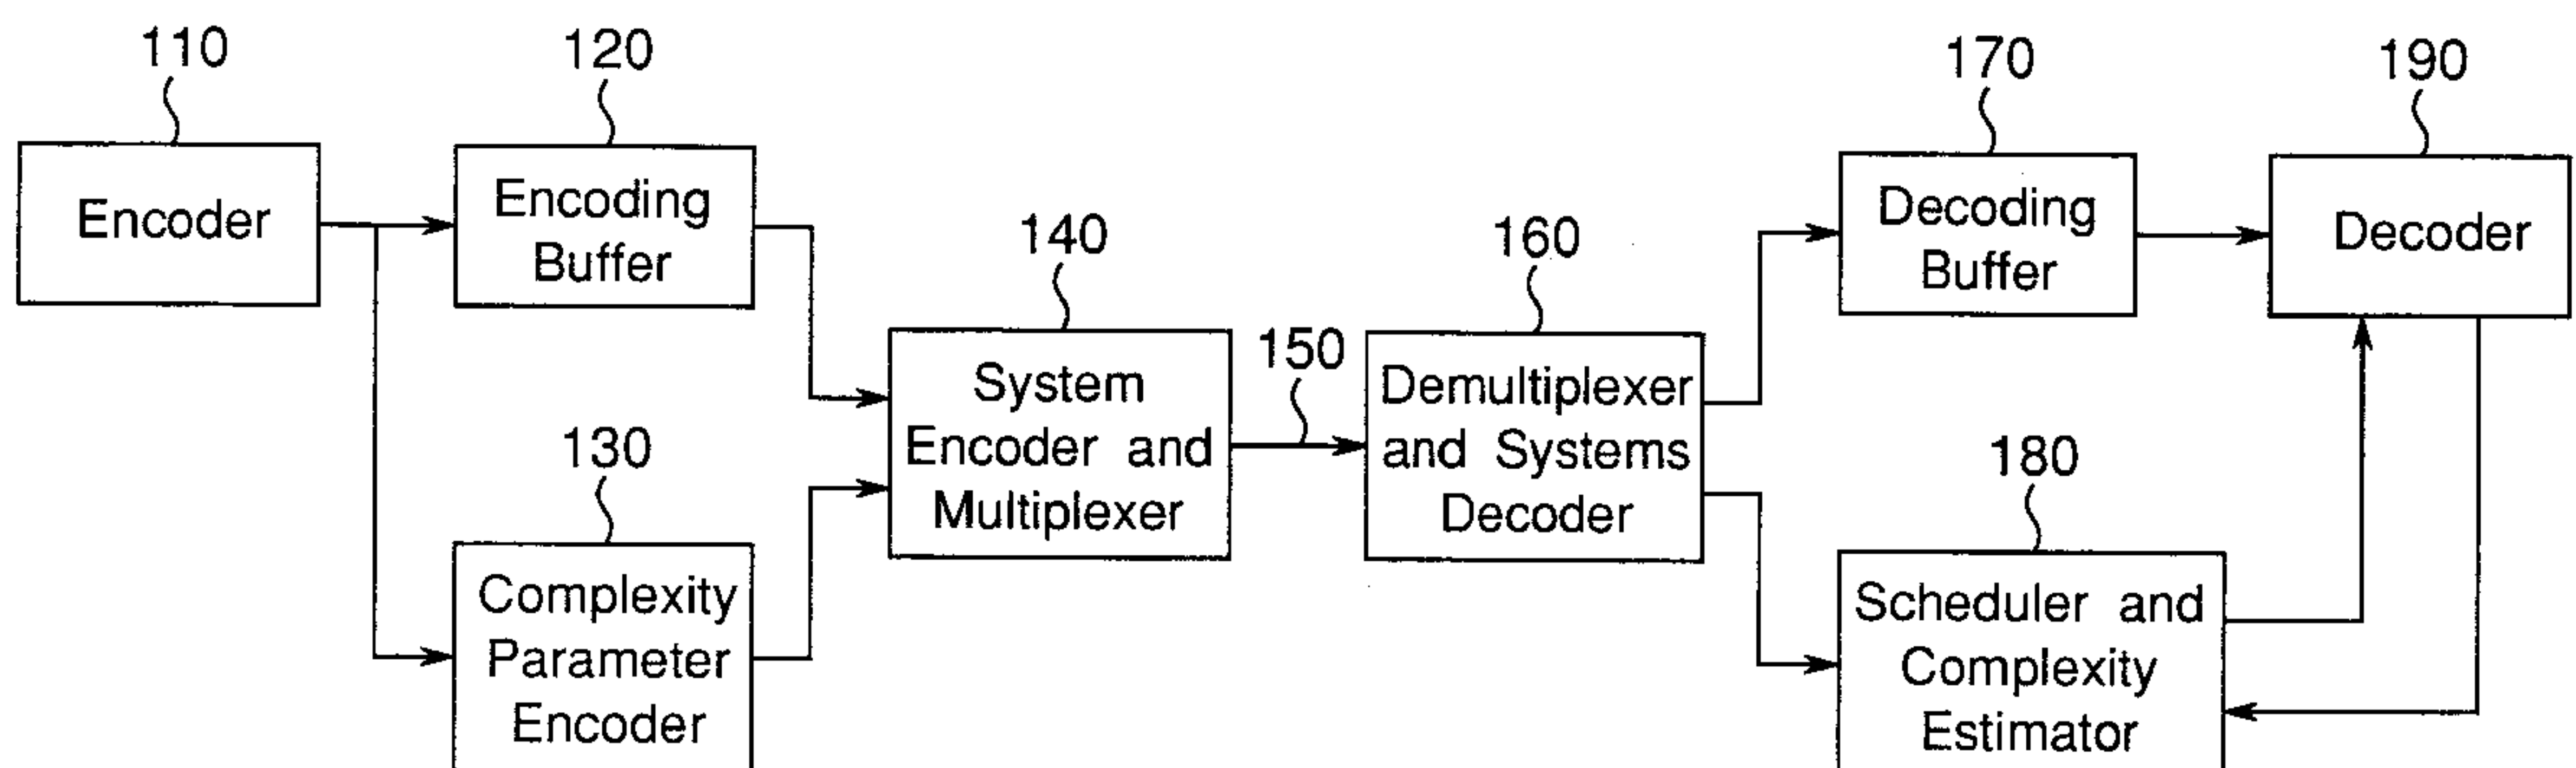 110
Encoder
120
Encoding
Buffer
130
Complexity
Parameter
Encoder
140
System
Encoder and
Multiplexer
150
160
Demultiplexer
and Systems
Decoder
170
Decoding
Buffer
180
Scheduler and
Complexity
Estimator
190
Decoder